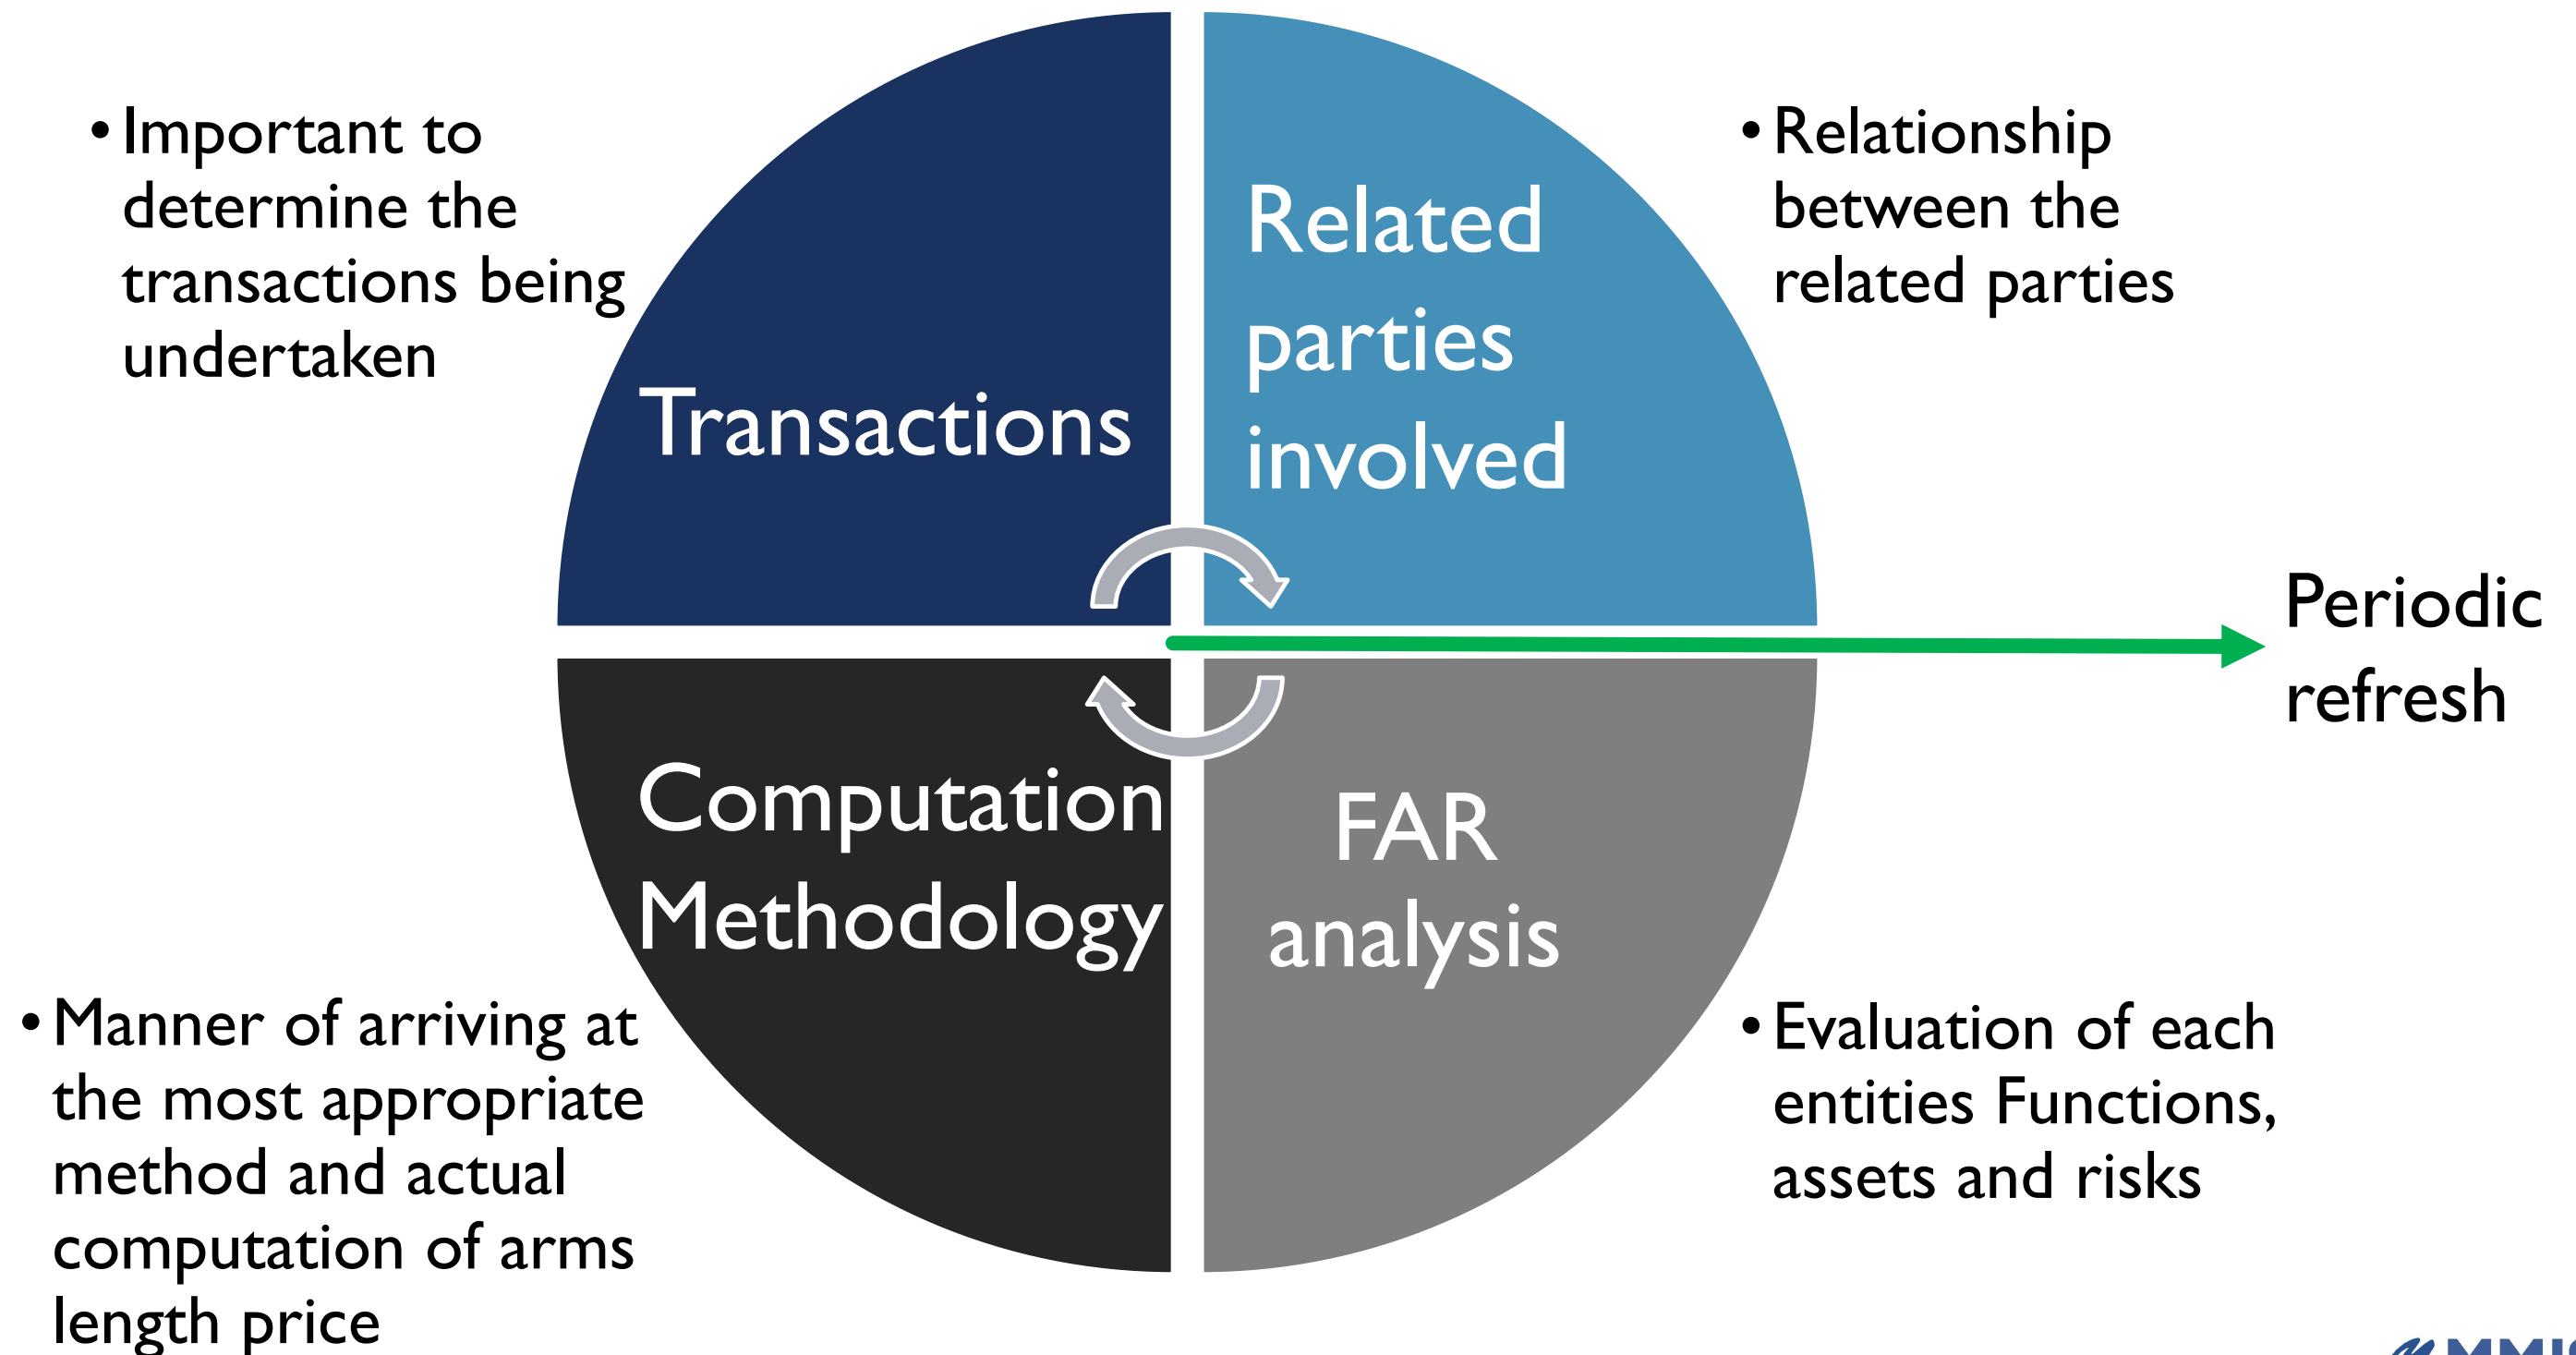 • Important to
determine the
transactions being
undertaken
Transactions
Related
parties
involved
• Relationship
between the
related parties
Periodic
refresh
Computation
Methodology
FAR
analysis
• Manner of arriving at
the most appropriate
method and actual
computation of arms
length price
• Evaluation of each
entities Functions,
assets and risks